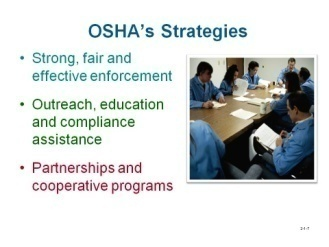 OSHA's Strategies
• Strong, fair and
effective enforcement
• Outreach, education
and compliance
assistance
• Partnerships and
cooperative programs